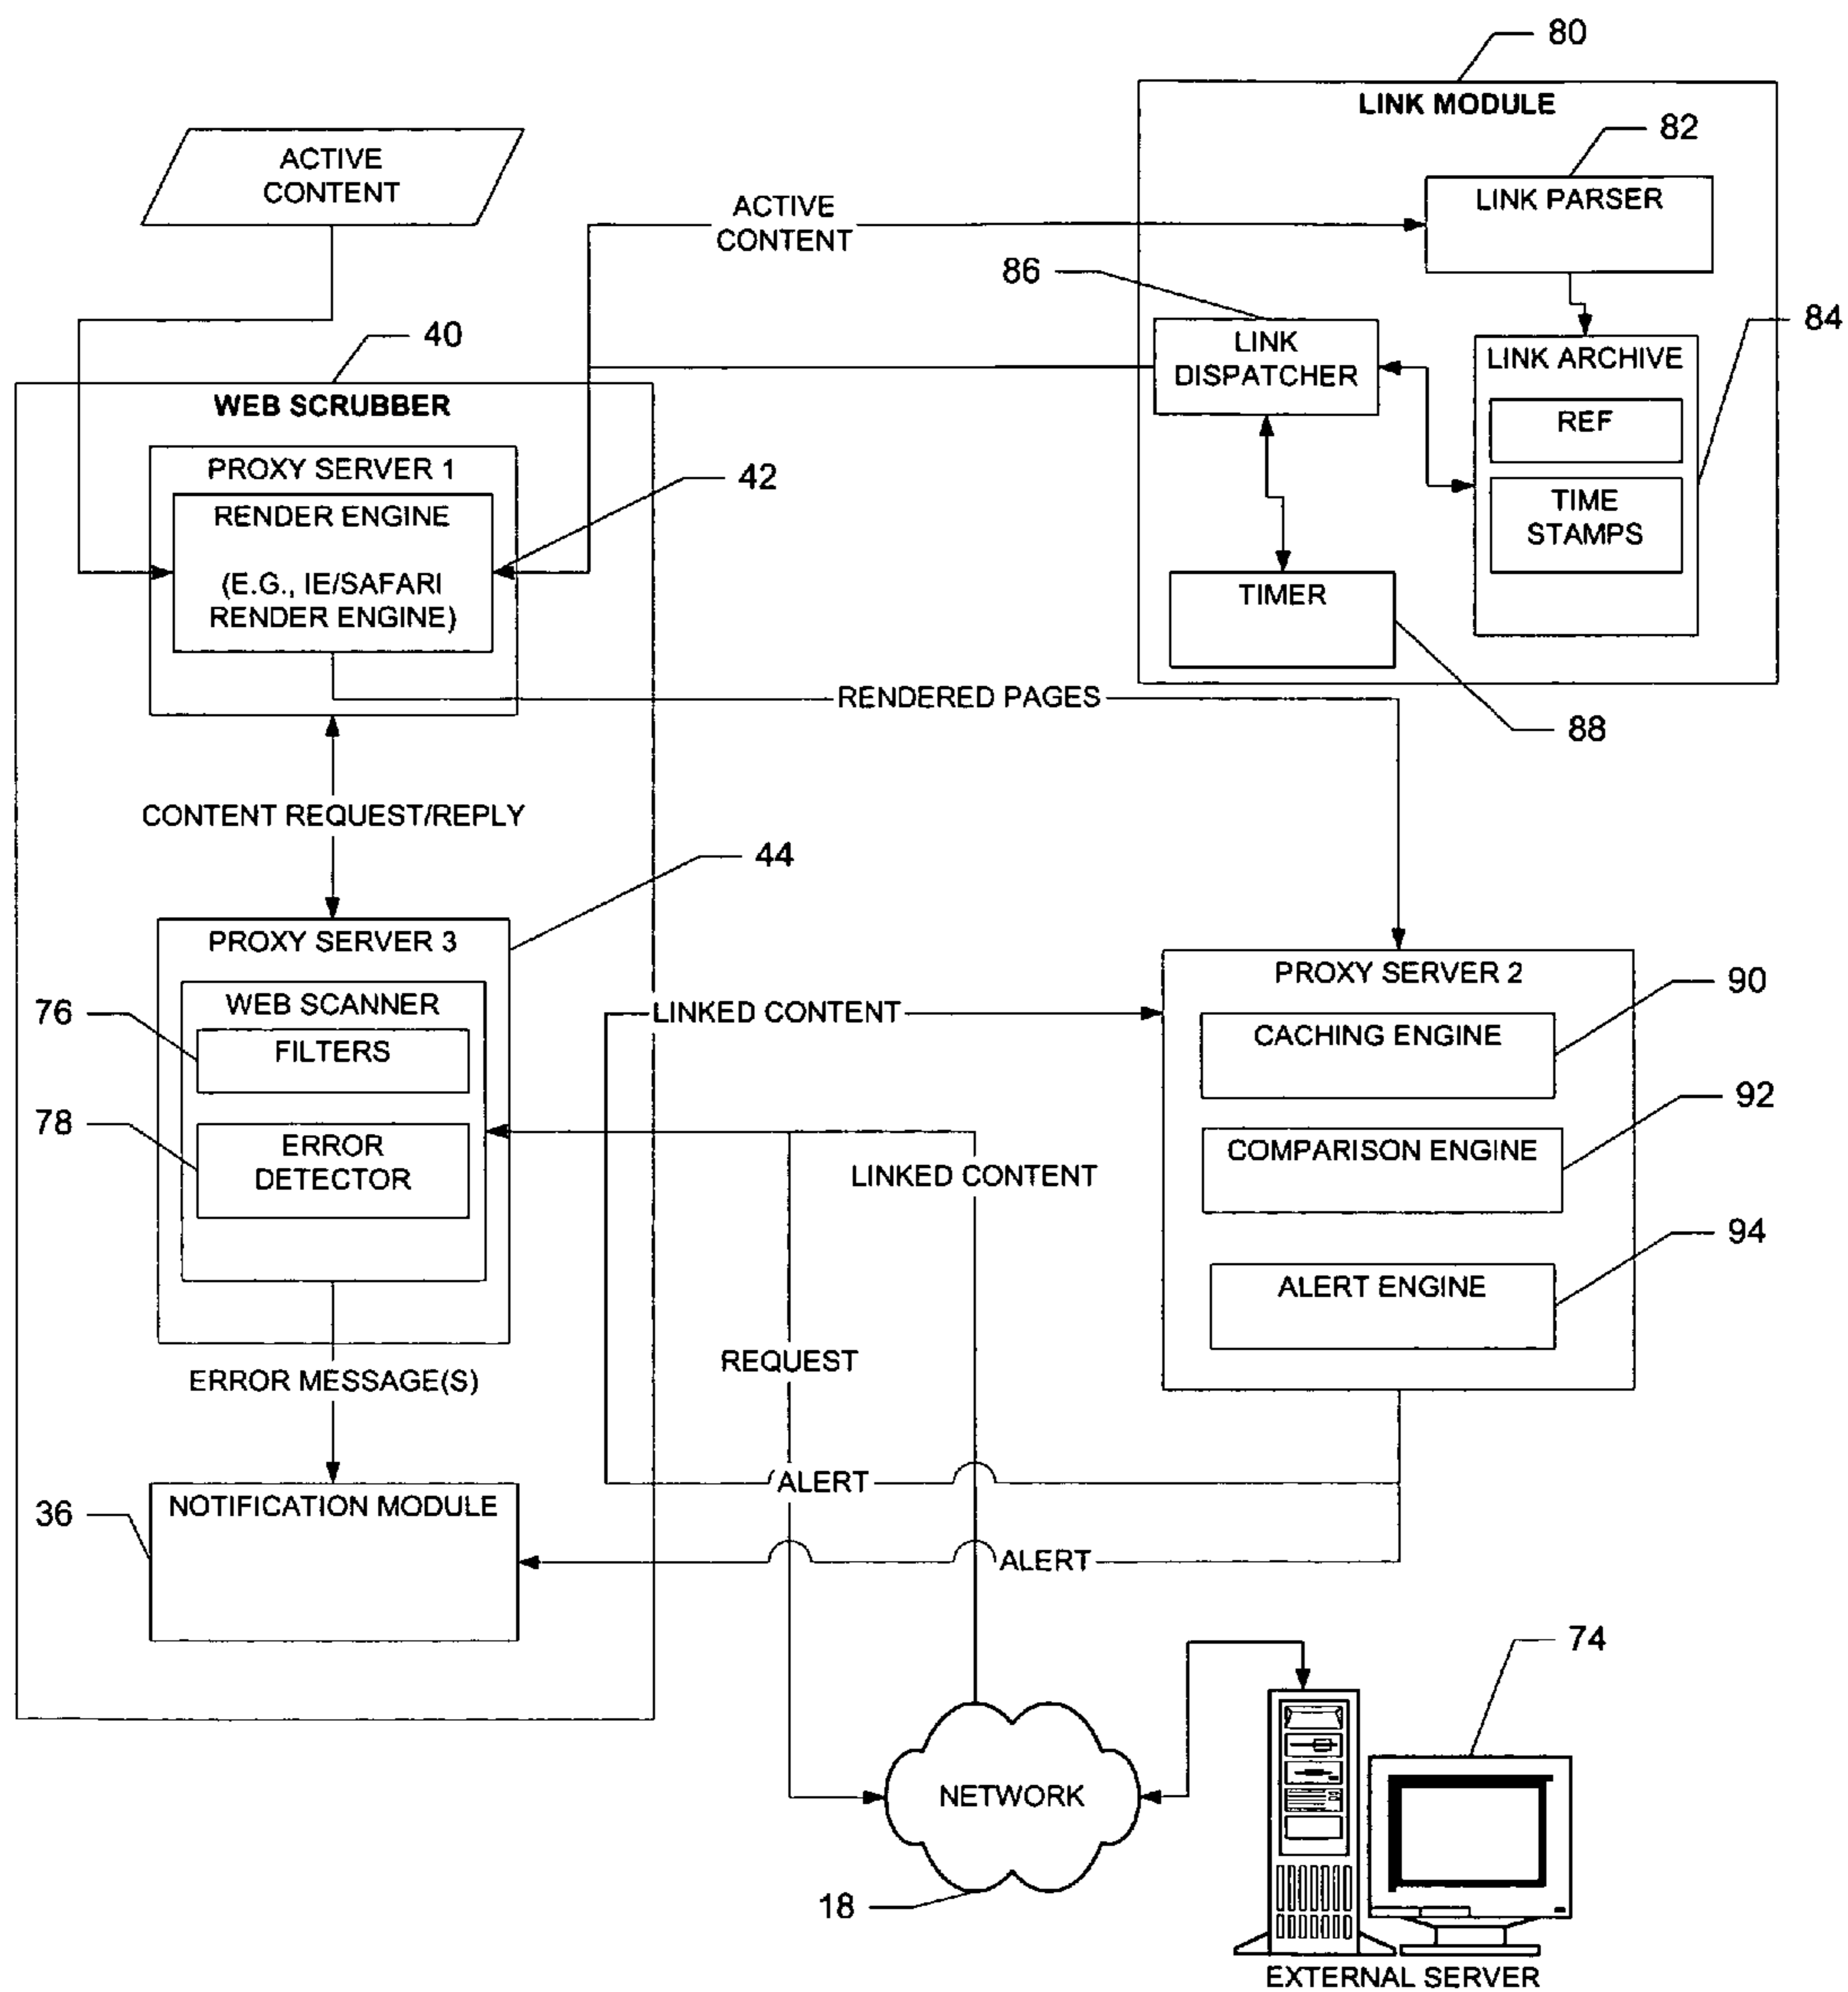 80
LINK MODULE
82
LINK PARSER
ACTIVE
CONTENT
ACTIVE
CONTENT
86
LINK
DISPATCHER
84
LINK ARCHIVE
REF
TIME
STAMPS
TIMER
88
40
WEB SCRUBBER
PROXY SERVER 1
42
RENDER ENGINE
(E.G., IE/SAFARI
RENDER ENGINE)
RENDERED PAGES
CONTENT REQUEST/REPLY
44
PROXY SERVER 3
WEB SCANNER
76
FILTERS
78
ERROR
DETECTOR
LINKED CONTENT
PROXY SERVER 2
90
CACHING ENGINE
92
COMPARISON ENGINE
94
ALERT ENGINE
LINKED CONTENT
REQUEST
ERROR MESSAGE(S)
ALERT
36
NOTIFICATION MODULE
ALERT
74
NETWORK
18
EXTERNAL SERVER